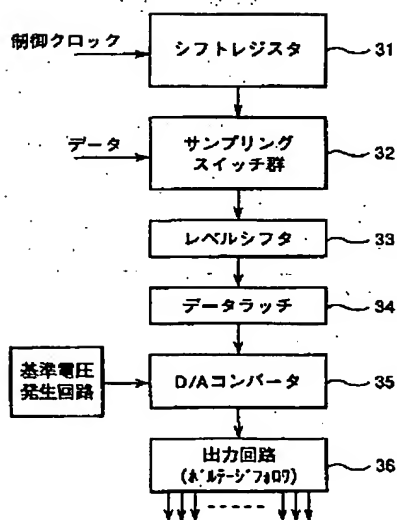 制御クロック
シフトレジスタ
31
データ
サンプリング
スイッチ群
32
レベルシフタ
33
データラッチ
34
基準電圧
発生回路
D/Aコンバータ
35
出力回路
(ボルテージフォロワ)
36